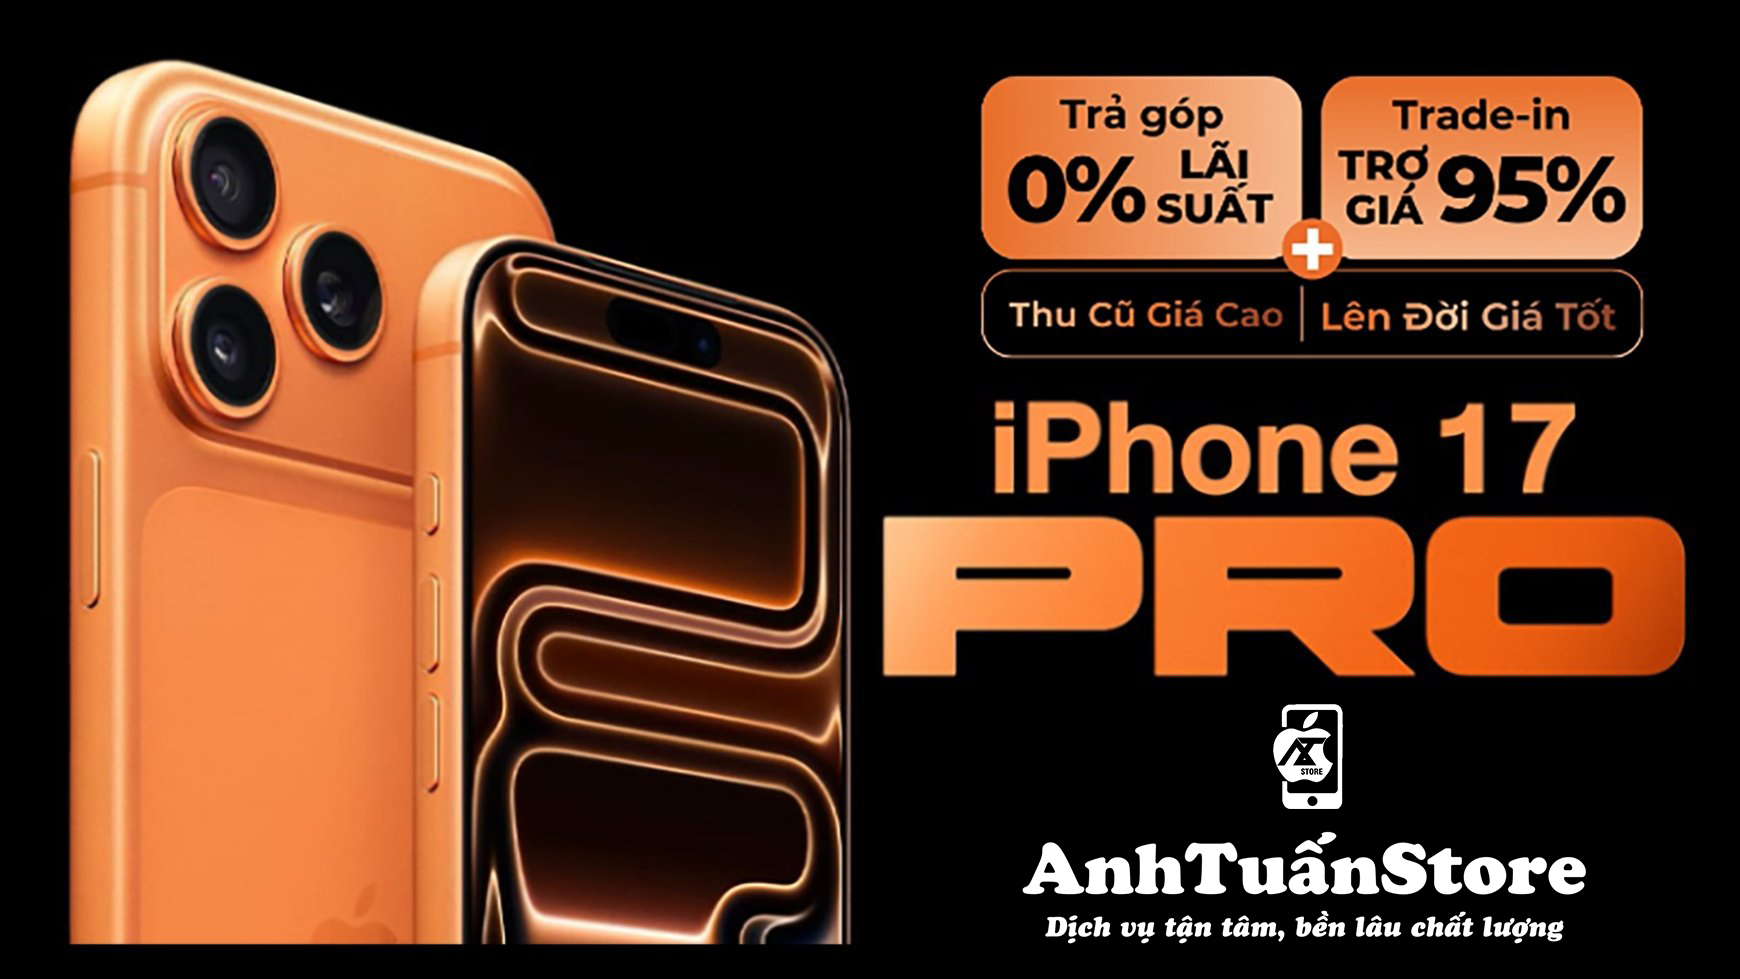 Trả góp
0% LÃI SUẤT
Trade-in
TRỢ GIÁ 95%
Thu Cũ Giá Cao | Lên Đời Giá Tốt
iPhone 17
PRO
AT
STORE
AnhTuấnStore
Dịch vụ tận tâm, bền lâu chất lượng